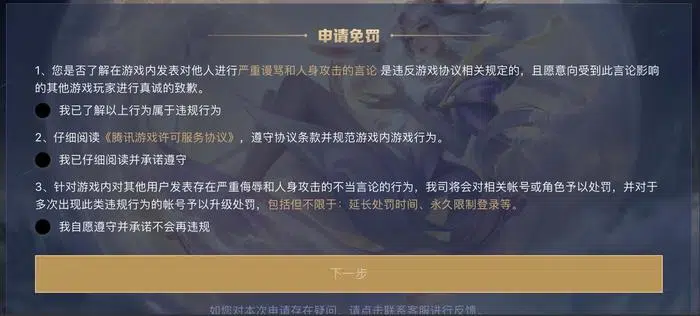 申请免罚
1、您是否了解在游戏内发表对他人进行严重谩骂和人身攻击的言论 是违反游戏协议相关规定的，且愿意向受到此言论影响
的其他游戏玩家进行真诚的致歉。
我已了解以上行为属于违规行为
2、仔细阅读《腾讯游戏许可服务协议》，遵守协议条款并规范游戏内游戏行为。
我已仔细阅读并承诺遵守
3、针对游戏内对其他用户发表存在严重侮辱和人身攻击的不当言论的行为，我司将会对相关帐号或角色予以处罚，并对于
多次出现此类违规行为的帐号予以升级处罚，包括但不限于：延长处罚时间、永久限制登录等。
我自愿遵守并承诺不会再违规
下一步
如您对本次申请存在疑问，请点击联系客服进行反馈。